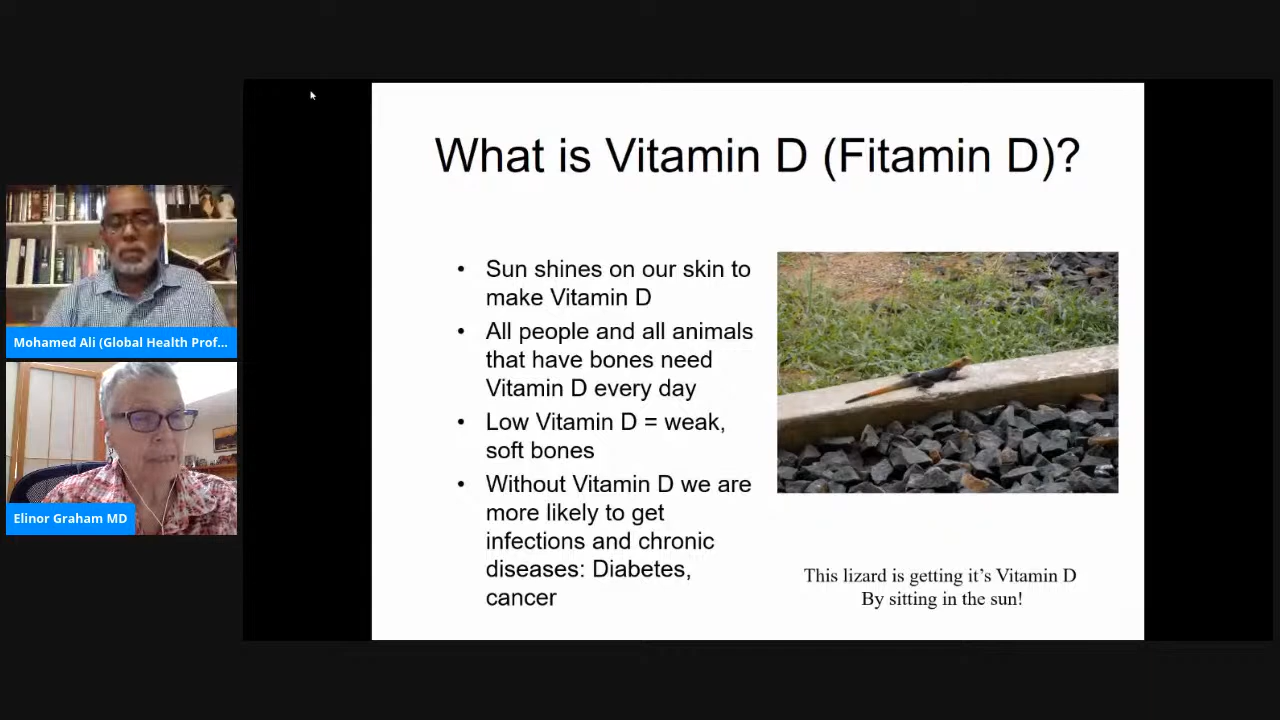 What is Vitamin D (Fitamin D)?
• Sun shines on our skin to
make Vitamin D
• All people and all animals
that have bones need
Vitamin D every day
• Low Vitamin D = weak,
soft bones
• Without Vitamin D we are
more likely to get
infections and chronic
diseases: Diabetes,
cancer
This lizard is getting it’s Vitamin D
By sitting in the sun!
Mohamed Ali (Global Health Prof...
Elinor Graham MD